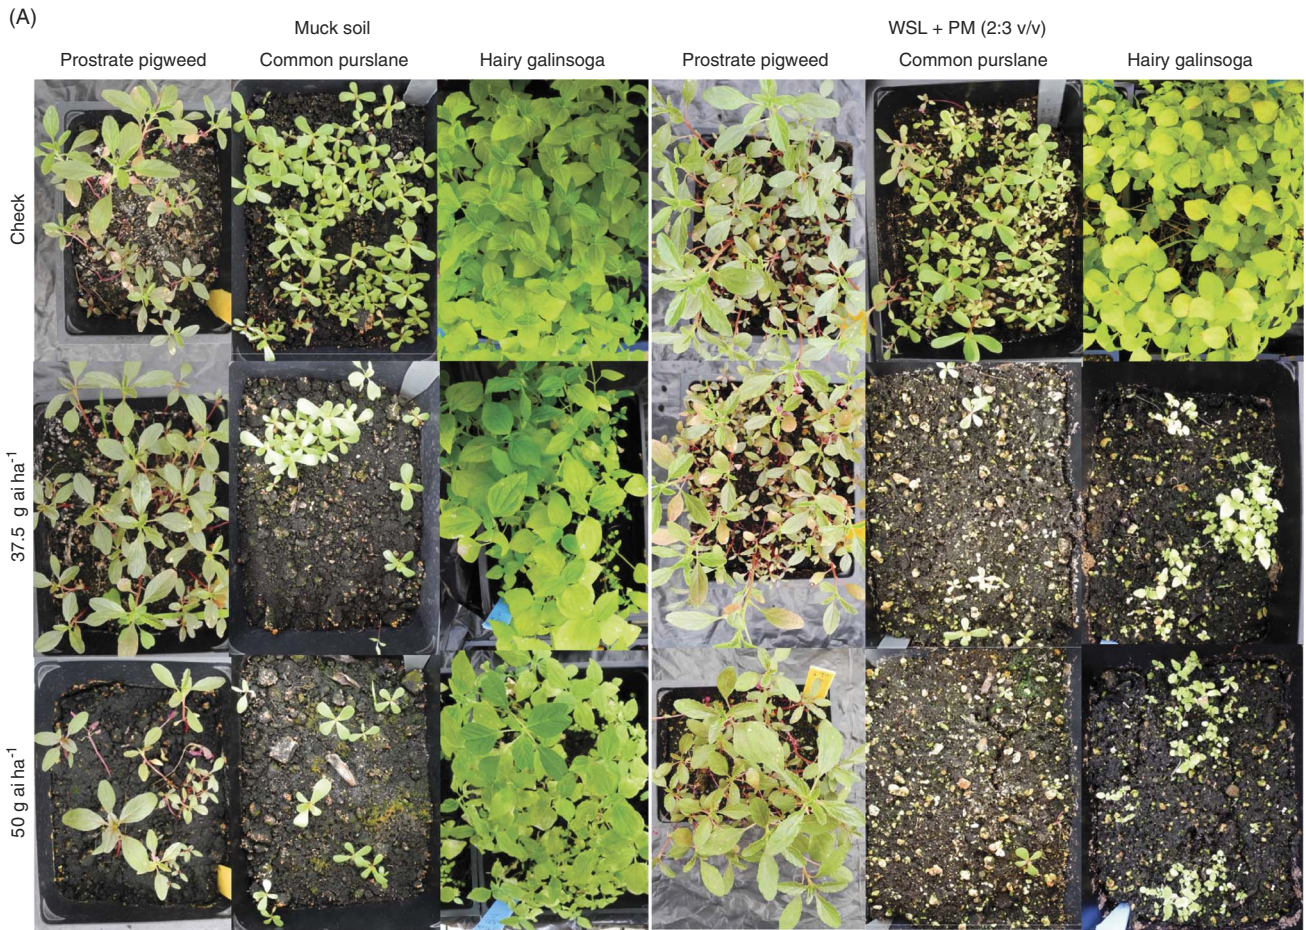 (A)
Muck soil
WSL + PM (2:3 v/v)
Prostrate pigweed
Common purslane
Hairy galinsoga
Prostrate pigweed
Common purslane
Hairy galinsoga
Check
37.5 g ai ha⁻¹
50 g ai ha⁻¹